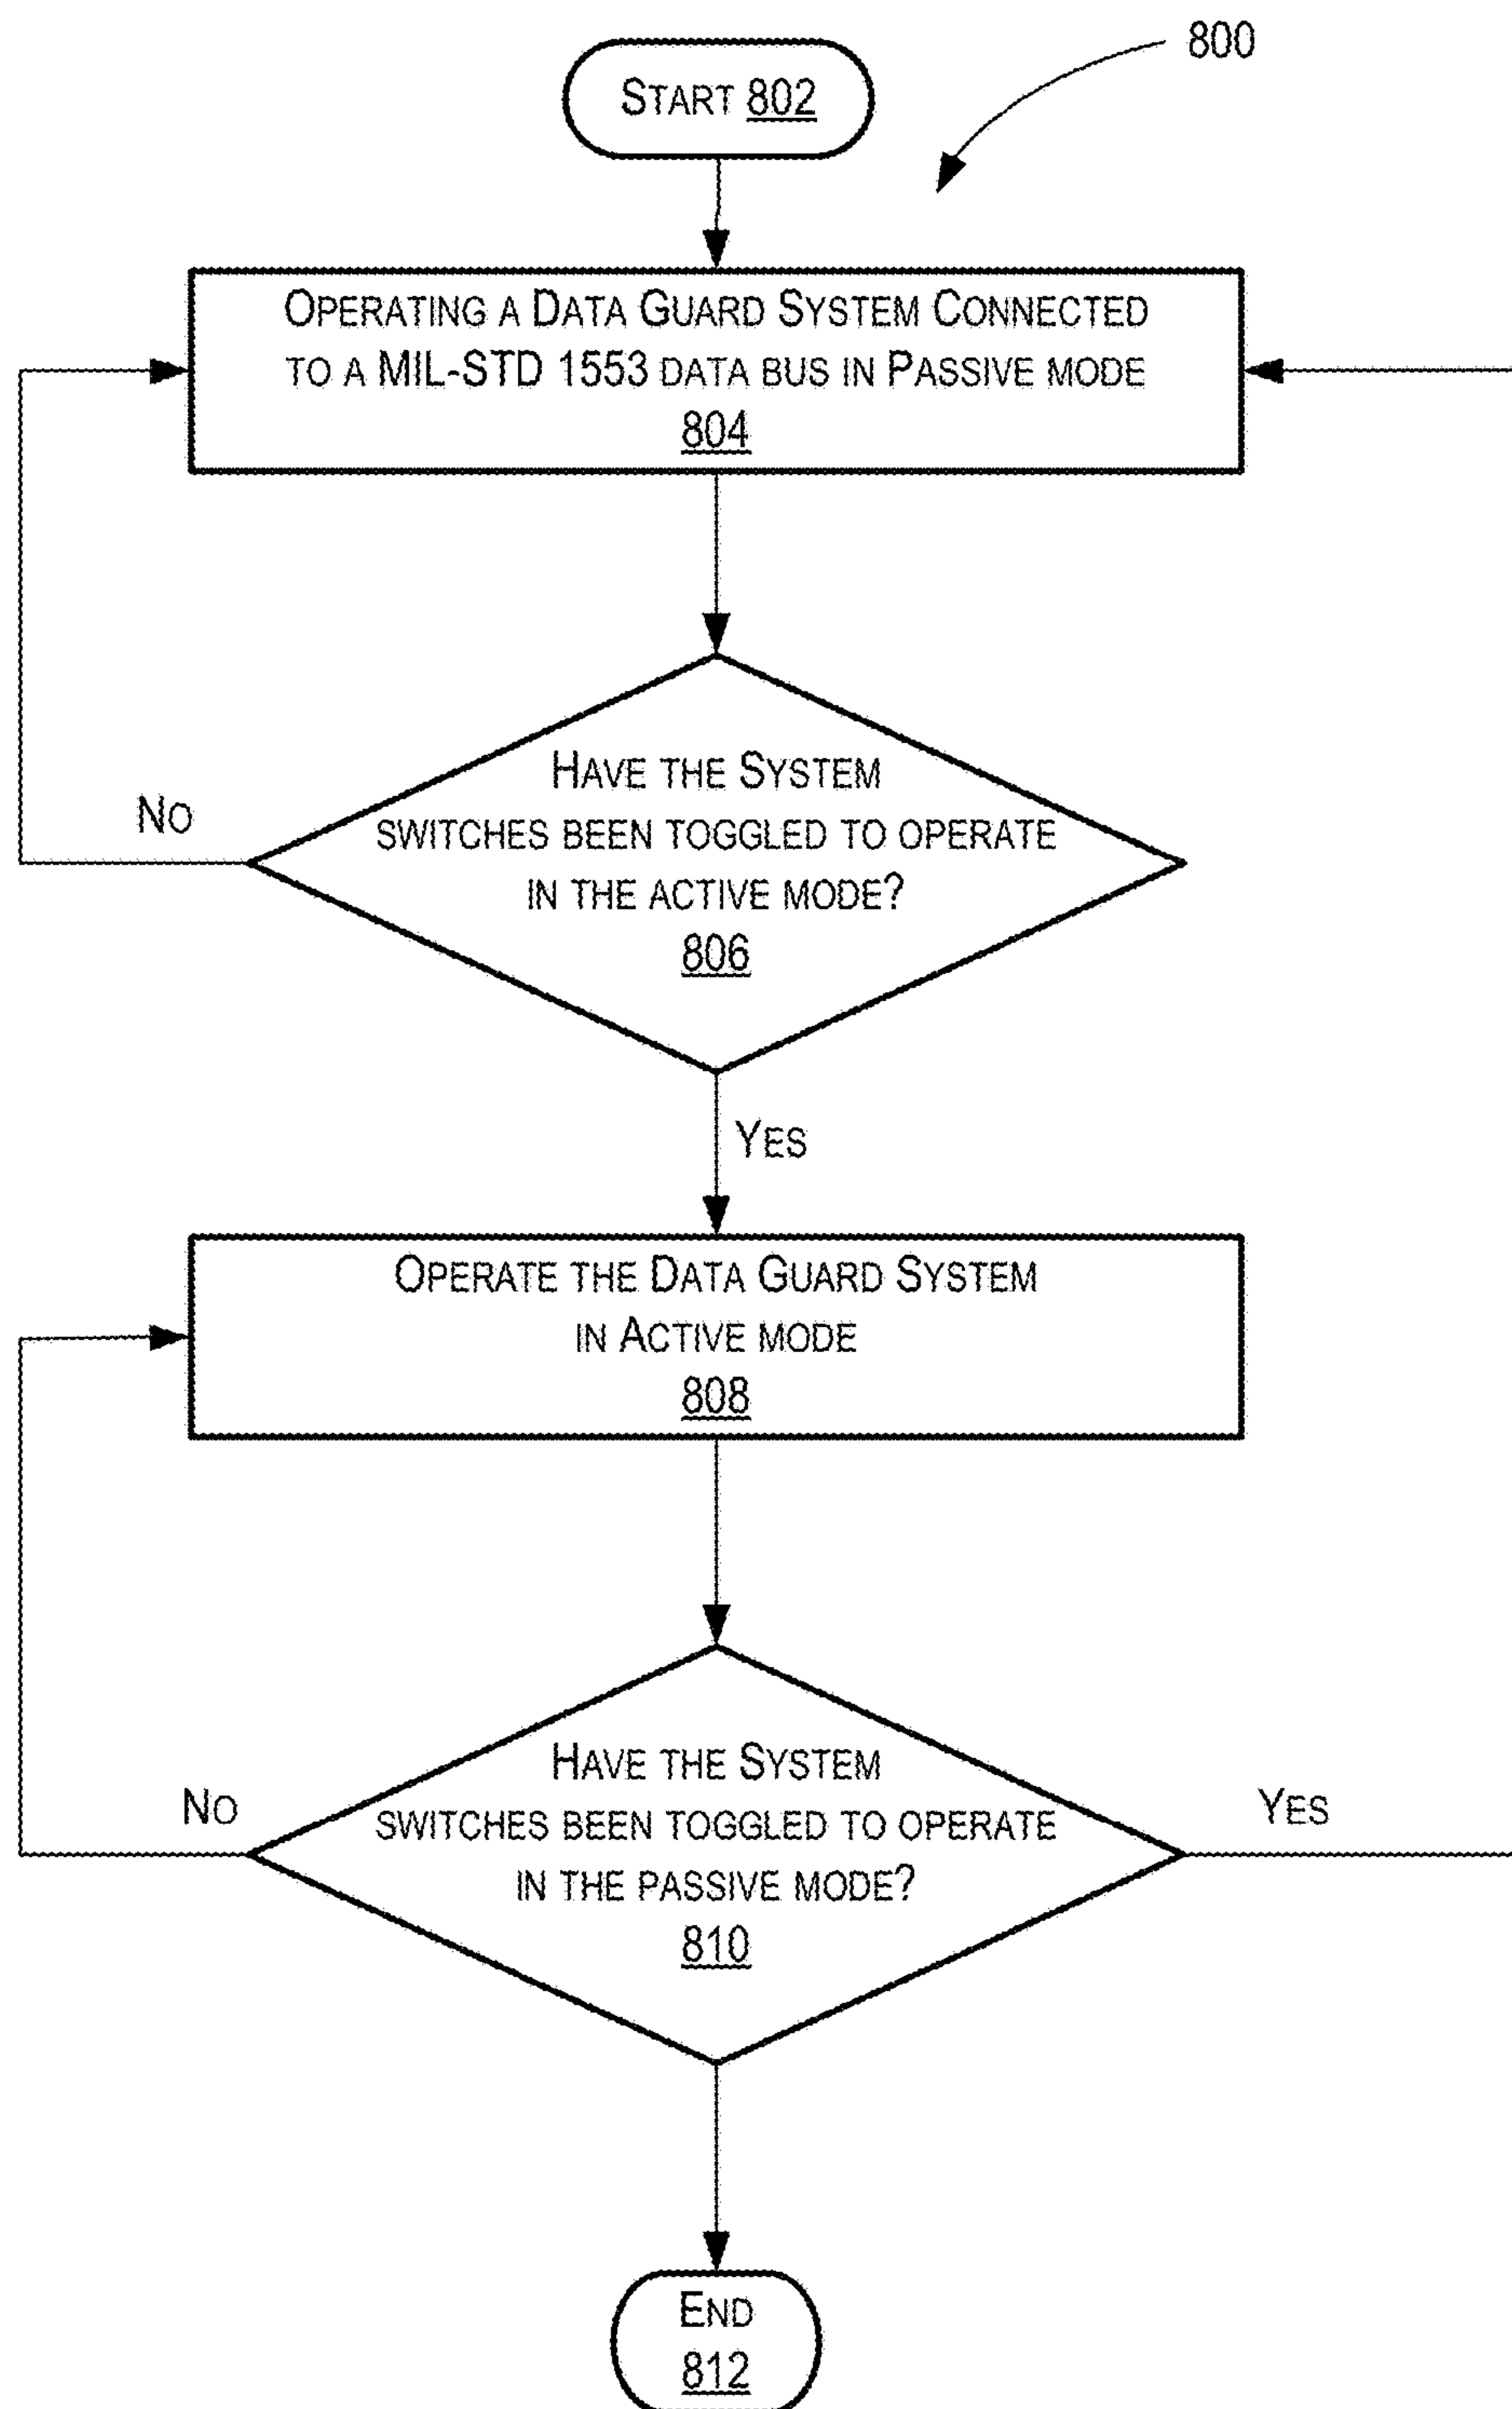 800
START 802
OPERATING A DATA GUARD SYSTEM CONNECTED
TO A MIL-STD 1553 DATA BUS IN PASSIVE MODE
804
HAVE THE SYSTEM
SWITCHES BEEN TOGGLED TO OPERATE
IN THE ACTIVE MODE?
806
NO
YES
OPERATE THE DATA GUARD SYSTEM
IN ACTIVE MODE
808
HAVE THE SYSTEM
SWITCHES BEEN TOGGLED TO OPERATE
IN THE PASSIVE MODE?
810
NO
YES
END
812